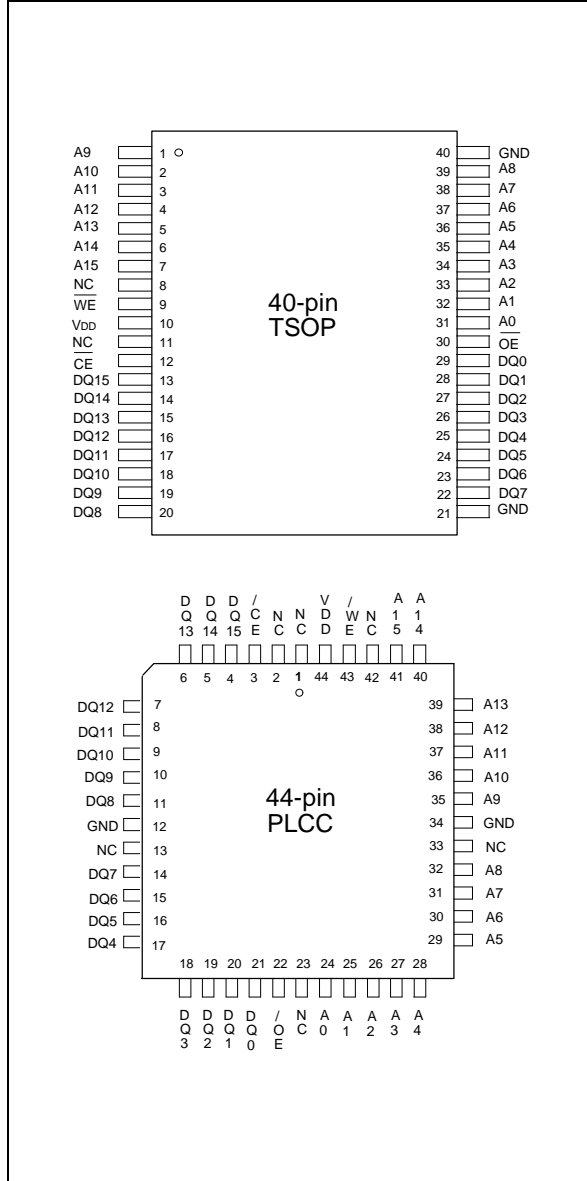 A9 1 40 GND
A10 2 39 A8
A11 3 38 A7
A12 4 37 A6
A13 5 36 A5
A14 6 35 A4
A15 7 34 A3
NC 8 33 A2
WE 9 32 A1
VDD 10 31 A0
NC 11 30 OE
CE 12 29 DQ0
DQ15 13 28 DQ1
DQ14 14 27 DQ2
DQ13 15 26 DQ3
DQ12 16 25 DQ4
DQ11 17 24 DQ5
DQ10 18 23 DQ6
DQ9 19 22 DQ7
DQ8 20 21 GND
40-pin
TSOP
DQ13 DQ14 DQ15 /CE NC NC VDD /WE NC A15 A14
6 5 4 3 2 1 44 43 42 41 40
DQ12 7 39 A13
DQ11 8 38 A12
DQ10 9 37 A11
DQ9 10 36 A10
DQ8 11 35 A9
GND 12 34 GND
NC 13 33 NC
DQ7 14 32 A8
DQ6 15 31 A7
DQ5 16 30 A6
DQ4 17 29 A5
44-pin
PLCC
18 19 20 21 22 23 24 25 26 27 28
DQ3 DQ2 DQ1 DQ0 /OE NC A0 A1 A2 A3 A4